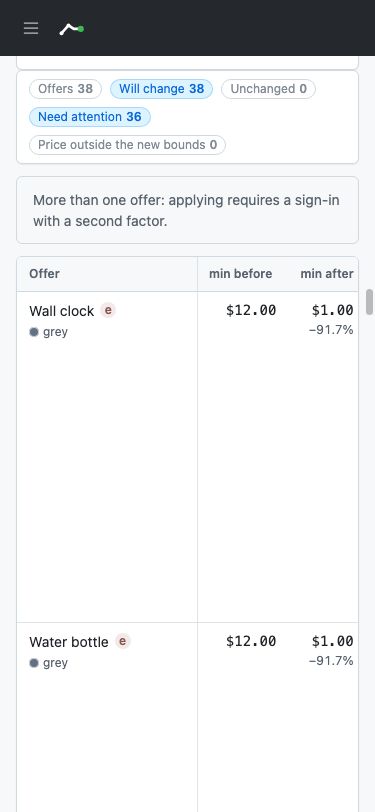 Offers 38 Will change 38 Unchanged 0
Need attention 36
Price outside the new bounds 0
More than one offer: applying requires a sign-in
with a second factor.
Offer min before min after
Wall clock e $12.00 $1.00
grey −91.7%
Water bottle e $12.00 $1.00
grey −91.7%